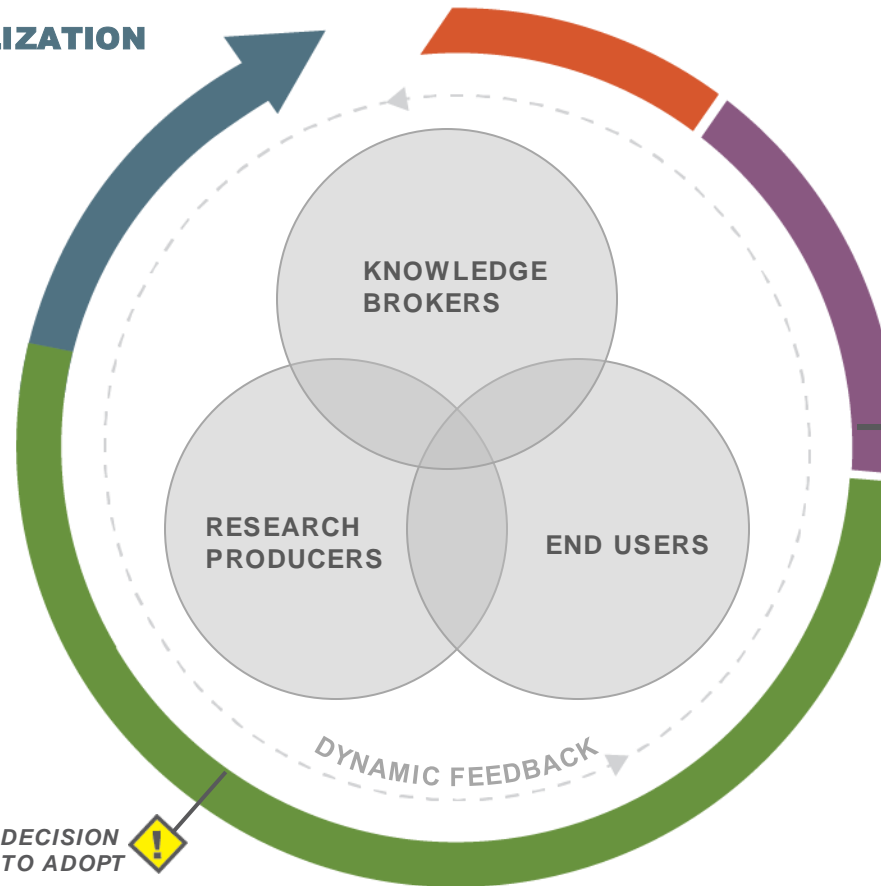 IZATION
KNOWLEDGE
BROKERS
RESEARCH
PRODUCERS
END USERS
DYNAMIC FEEDBACK
DECISION
TO ADOPT
!